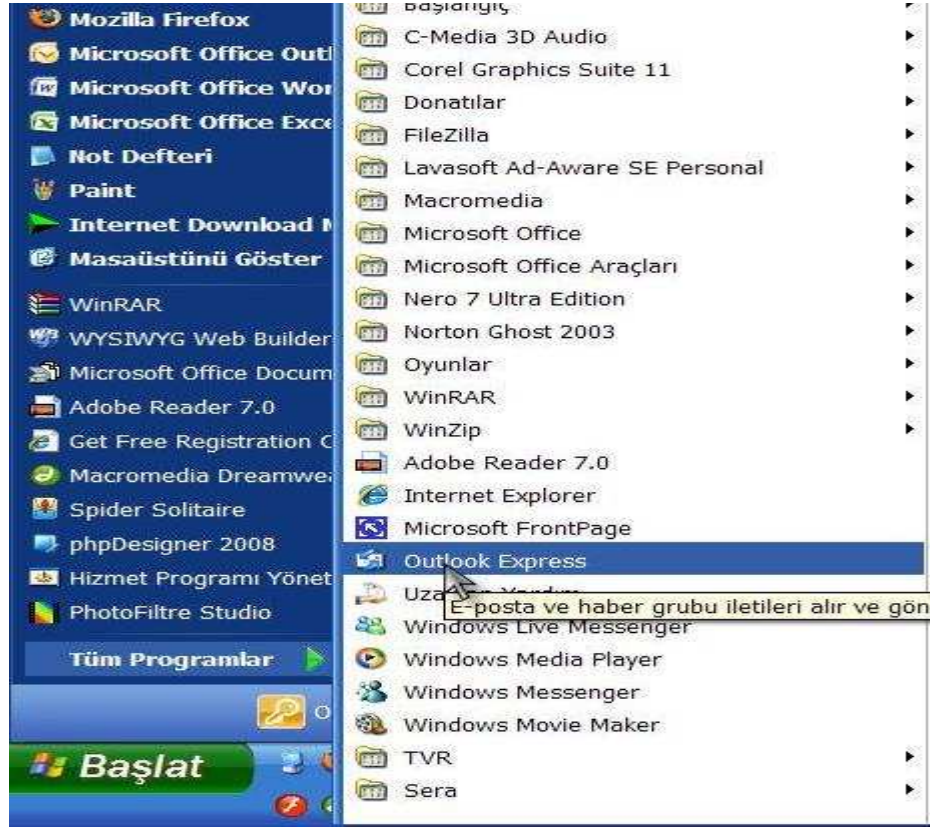 Mozilla Firefox
Microsoft Office Outl
Microsoft Office Wor
Microsoft Office Exce
Not Defteri
Paint
Internet Download M
Masaüstünü Göster
WinRAR
WYSIWYG Web Builder
Microsoft Office Docum
Adobe Reader 7.0
Get Free Registration C
Macromedia Dreamwea
Spider Solitaire
phpDesigner 2008
Hizmet Programı Yönet
PhotoFiltre Studio
Tüm Programlar
O
Başlat
Başlangıç
C-Media 3D Audio
Corel Graphics Suite 11
Donatılar
FileZilla
Lavasoft Ad-Aware SE Personal
Macromedia
Microsoft Office
Microsoft Office Araçları
Nero 7 Ultra Edition
Norton Ghost 2003
Oyunlar
WinRAR
WinZip
Adobe Reader 7.0
Internet Explorer
Microsoft FrontPage
Outlook Express
E-posta ve haber grubu iletileri alır ve gön
Windows Live Messenger
Windows Media Player
Windows Messenger
Windows Movie Maker
TVR
Sera